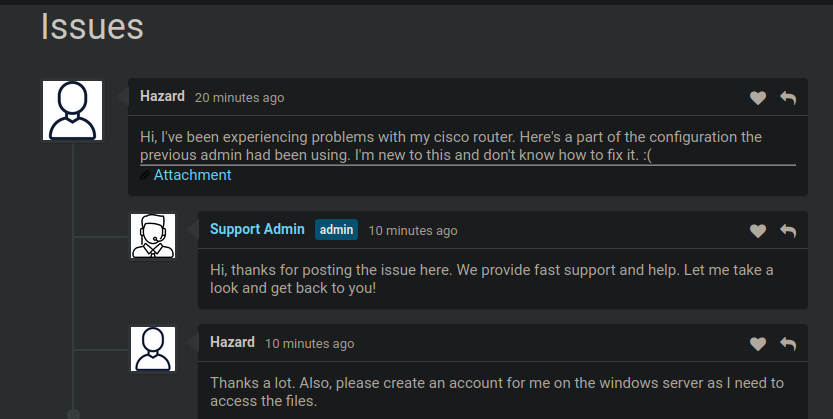 Issues
Hazard 20 minutes ago
Hi, I've been experiencing problems with my cisco router. Here's a part of the configuration the
previous admin had been using. I'm new to this and don't know how to fix it. :(
Attachment
Support Admin admin 10 minutes ago
Hi, thanks for posting the issue here. We provide fast support and help. Let me take a
look and get back to you!
Hazard 10 minutes ago
Thanks a lot. Also, please create an account for me on the windows server as I need to
access the files.